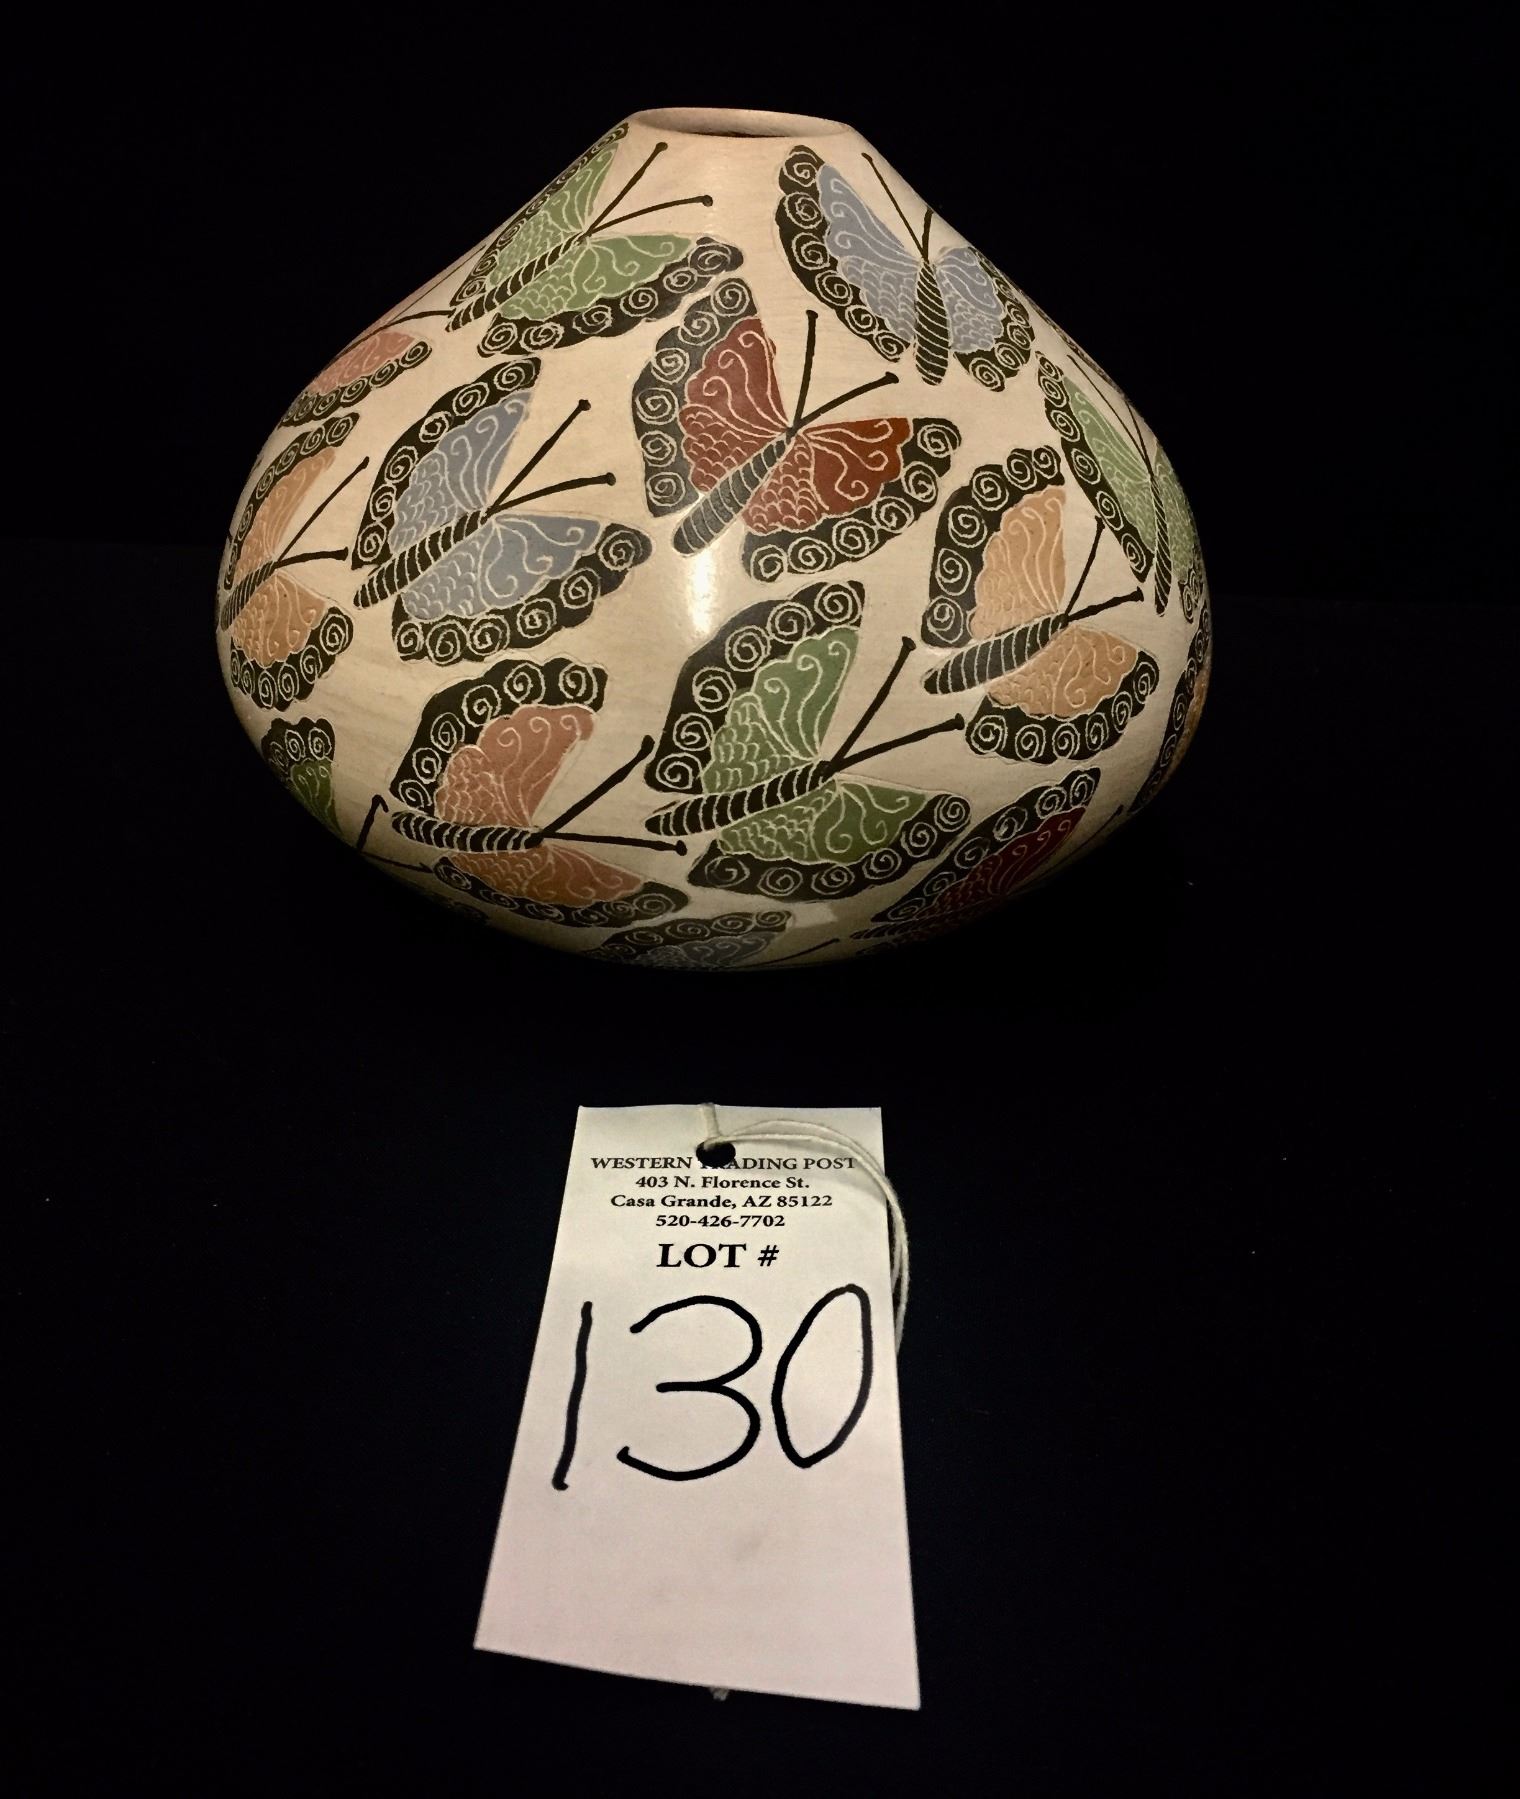 WESTERN TRADING POST
403 N. Florence St.
Casa Grande, AZ 85122
520-426-7702
LOT #
130